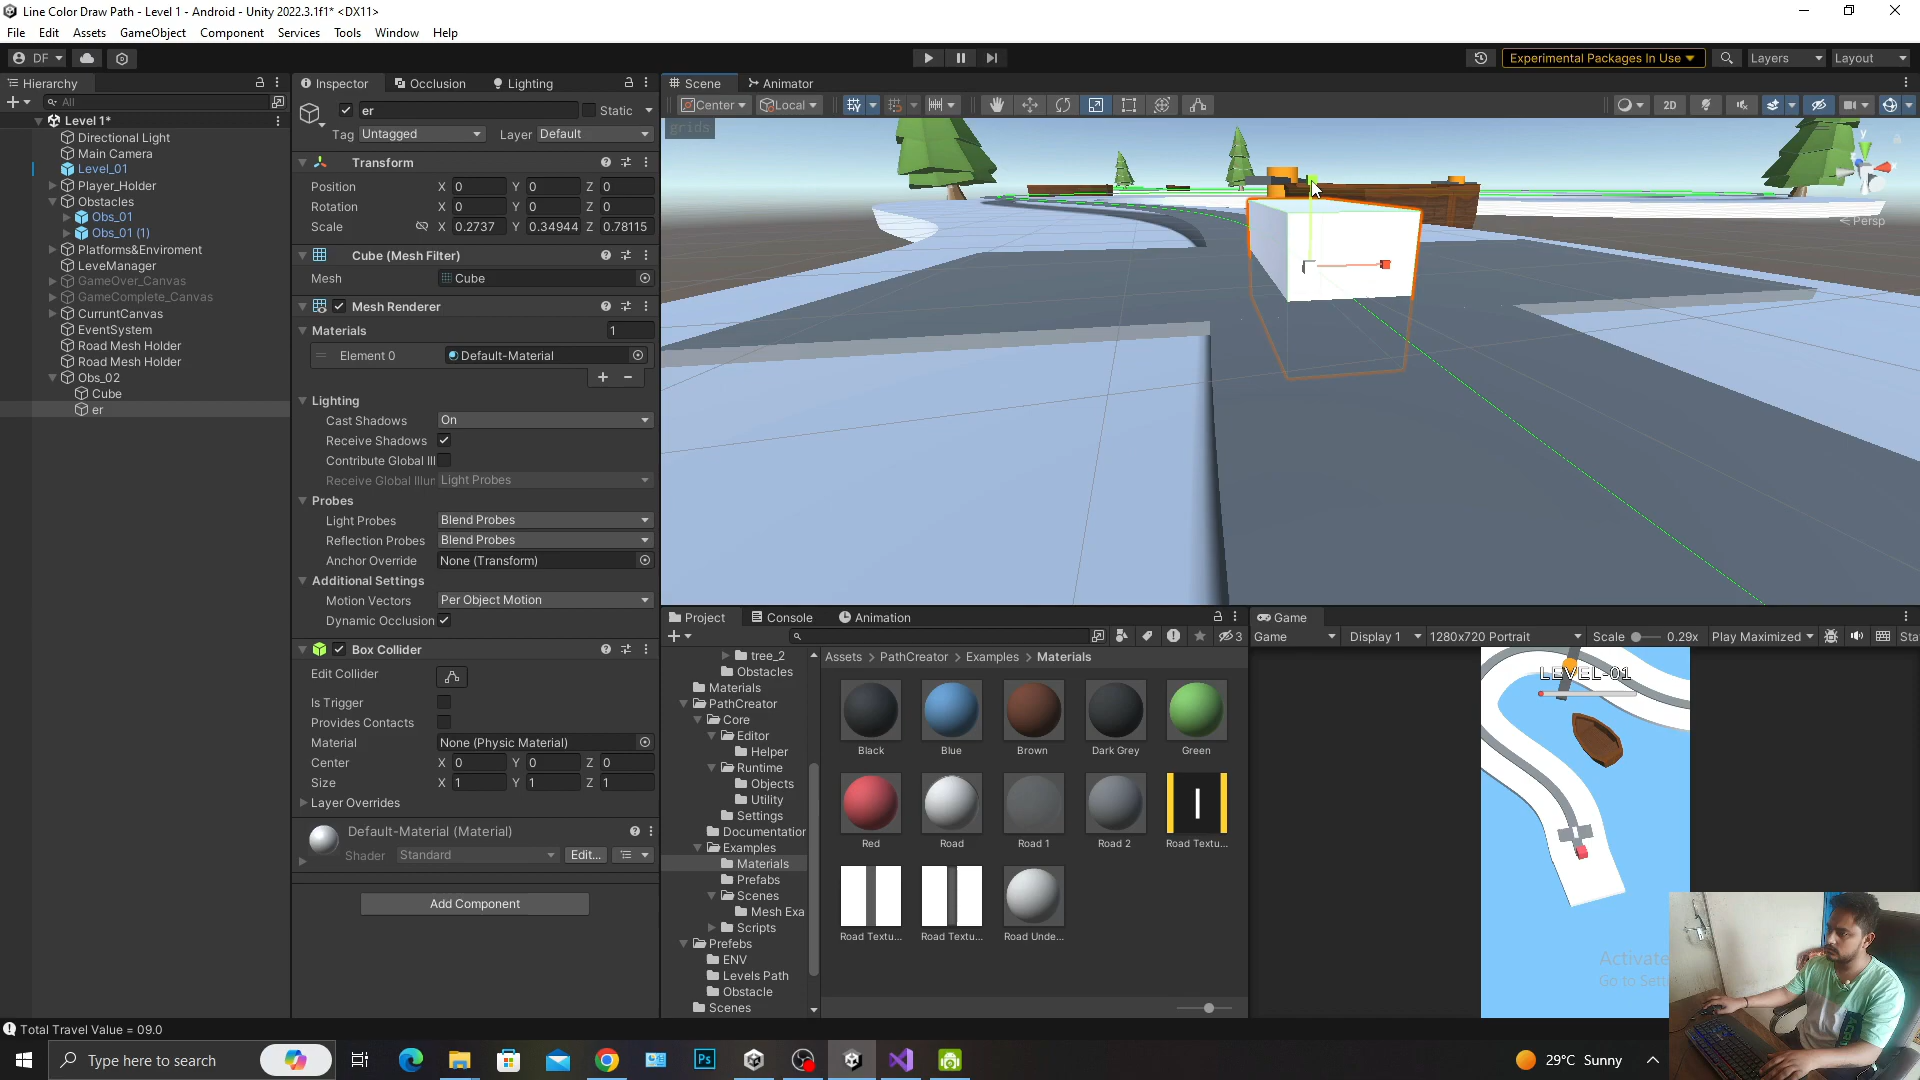 Line Color Draw Path - Level 1 - Android - Unity 2022.3.1f1* <DX11>
File Edit Assets GameObject Component Services Tools Window Help
DF
Experimental Packages In Use
Layers
Layout
Hierarchy
All
Level 1*
Directional Light
Main Camera
Level_01
Player_Holder
Obstacles
Obs_01
Obs_01 (1)
Platforms&Enviroment
LeveManager
GameOver_Canvas
GameComplete_Canvas
CurruntCanvas
EventSystem
Road Mesh Holder
Road Mesh Holder
Obs_02
Cube
er
Inspector Occlusion Lighting
er Static
Tag Untagged Layer Default
Transform
Position X 0 Y 0 Z 0
Rotation X 0 Y 0 Z 0
Scale X 0.2737 Y 0.34944 Z 0.78115
Cube (Mesh Filter)
Mesh Cube
Mesh Renderer
Materials 1
Element 0 Default-Material
Lighting
Cast Shadows On
Receive Shadows
Contribute Global Ill
Receive Global Illun Light Probes
Probes
Light Probes Blend Probes
Reflection Probes Blend Probes
Anchor Override None (Transform)
Additional Settings
Motion Vectors Per Object Motion
Dynamic Occlusion
Box Collider
Edit Collider
Is Trigger
Provides Contacts
Material None (Physic Material)
Center X 0 Y 0 Z 0
Size X 1 Y 1 Z 1
Layer Overrides
Default-Material (Material)
Shader Standard Edit...
Add Component
Scene Animator
Center Local 2D
grids
y
Persp
Project Console Animation
3
tree_2
Obstacles
Materials
PathCreator
Core
Editor
Helper
Runtime
Objects
Utility
Settings
Documentation
Examples
Materials
Prefabs
Scenes
Mesh Exa
Scripts
Prefebs
ENV
Levels Path
Obstacle
Scenes
Assets > PathCreator > Examples > Materials
Black Blue Brown Dark Grey Green
Red Road Road 1 Road 2 Road Textu...
Road Textu... Road Textu... Road Unde...
Game
Game Display 1 1280x720 Portrait Scale 0.29x Play Maximized Sta
LEVEL-01
Activate
Go to Setti
Total Travel Value = 09.0
Type here to search
29°C Sunny